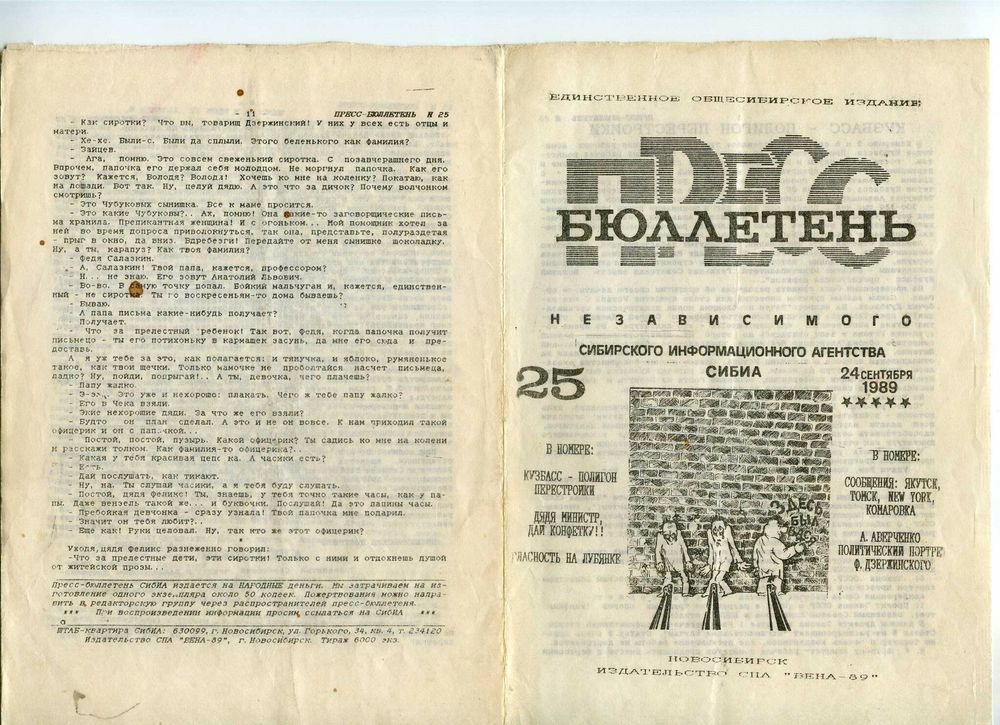 - 11
ПРЕСС-БЮЛЛЕТЕНЬ N 25
- Как сиротки? Что вы, товарищ Дзержинский! У них у всех есть отцы и
матери.
- Хе-хе. Были-с. Были да сплыли. Этого беленького как фамилия?
- Зайцев.
- Ага, помню. Это совсем свеженький сиротка. С позавчерашнего дня.
Впрочем, папочка его держал себя молодцом. Не моргнул папочка. Как его
зовут? Кажется, Володя? Володя! Хочешь ко мне на коленку? Покатаю, как
на лошади. Вот так. Ну, целуй дядю. А это что за дичок? Почему волчонком
смотришь?
- Это Чубуковых сынишка. Все к маме просится.
- Это какие Чубуковы?.. Ах, помню! Она какие-то заговорщические пись-
ма хранила. Препикантная женщина! И с огоньком... Мой помощник хотел за
ней во время допроса приволокнуться, так она, представьте, полураздетая
- прыг в окно, да вниз. Вдребезги! Передайте от меня сынишке шоколадку.
Ну, а ты, карапуз? Как твоя фамилия?
- Федя Салазкин.
- А, Салазкин! Твой папа, кажется, профессором?
- Н... не знаю. Его зовут Анатолий Львович.
- Во-во. В самую точку попал. Бойкий мальчуган и, кажется, единствен-
ный - не сиротка. Ты по воскресеньям-то дома бываешь?
- Бываю.
- А папа письма какие-нибудь получает?
- Получает.
- Что за прелестный ребенок! Так вот, Федя, когда папочка получит
письмецо - ты его потихоньку в кармашек засунь, да мне его сюда и пре-
доставь.
А я уж тебе за это, как полагается: и тянучка, и яблоко, румяненькое
такое, как твои щечки. Только мамочке не проболтайся насчет письмеца,
ладно? Ну, пойди, попрыгай!.. А ты, девочка, чего плачешь?
- Папу жалко.
- Э-ээ,. Это уже и нехорошо: плакать. Чего ж тебе папу жалко?
- Его в Чека взяли.
- Экие нехорошие дяди. За что же его взяли?
- Будто он план сделал. А это и не он вовсе. К нам приходил такой
офицерик и он с папочкой...
- Постой, постой, пузырь. Какой офицерик? Ты садись ко мне на колени
и расскажи толком. Как фамилия-то офицерика?..
- Какая у тебя красивая цепочка. А часики есть?
- Есть.
- Дай послушать, как тикают.
- Ну, на. Ты слушай часики, а я тебя буду слушать.
- Постой, дядя Феликс! Ты, знаешь, у тебя точно такие часы, как у па-
пы. Даже вензель такой же... и буковки. Послушай! Да это папины часы.
- Пребойкая девчонка - сразу узнала! Твой папочка мне подарил.
- Значит он тебя любит?..
- Еще как! Руки целовал. Ну, так кто же этот офицерик?
Уходя,дядя Феликс разнеженно говорил:
-Что за прелестные дети, эти сиротки! Только с ними и отдохнешь душой
от житейской прозы...
Пресс-бюллетень СибИА издается на НАРОДНЫЕ деньги. Мы затрачиваем на из-
готовление одного экземпляра около 50 копеек. Пожертвования можно напра-
вить в редакторскую группу через распространителей пресс-бюллетеня.
*** При воспроизведении информации просим ссылаться на СибИА ***
ШТАБ-квартира СибИА: 630099, г. Новосибирск, ул. Горького, 34, кв. 4, т. 234120
Издательство СПА "ВЕНА-89", г. Новосибирск. Тираж 6000 экз.
ЕДИНСТВЕННОЕ ОБЩЕСИБИРСКОЕ ИЗДАНИЕ!
ПРЕСС
БЮЛЛЕТЕНЬ
НЕЗАВИСИМОГО
СИБИРСКОГО ИНФОРМАЦИОННОГО АГЕНТСТВА
СИБИА
25
24 СЕНТЯБРЯ
1989
★★★★★
В НОМЕРЕ:
КУЗБАСС - ПОЛИГОН
ПЕРЕСТРОЙКИ
ДЯДЯ МИНИСТР,
ДАЙ КОНФЕТКУ!!
ГЛАСНОСТЬ НА ЛУБЯНКЕ
ЗДЕСЬ
БЫЛ
В НОМЕРЕ:
СООБЩЕНИЯ: ЯКУТСК,
ТОМСК, NEW YORK,
КОМАРОВКА
А. АВЕРЧЕНКО
ПОЛИТИЧЕСКИЙ ПОРТРЕ
Ф. ДЗЕРЖИНСКОГО
НОВОСИБИРСК
ИЗДАТЕЛЬСТВО СПА "ВЕНА-89"